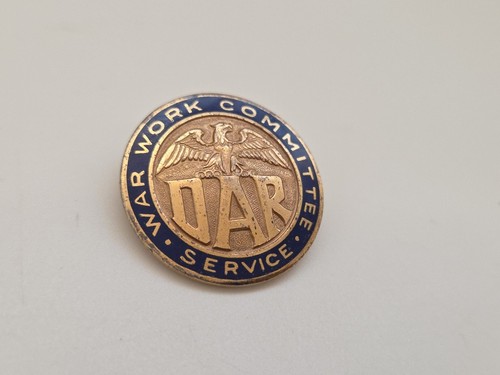 WAR WORK COMMITTEE
DAR
• SERVICE •